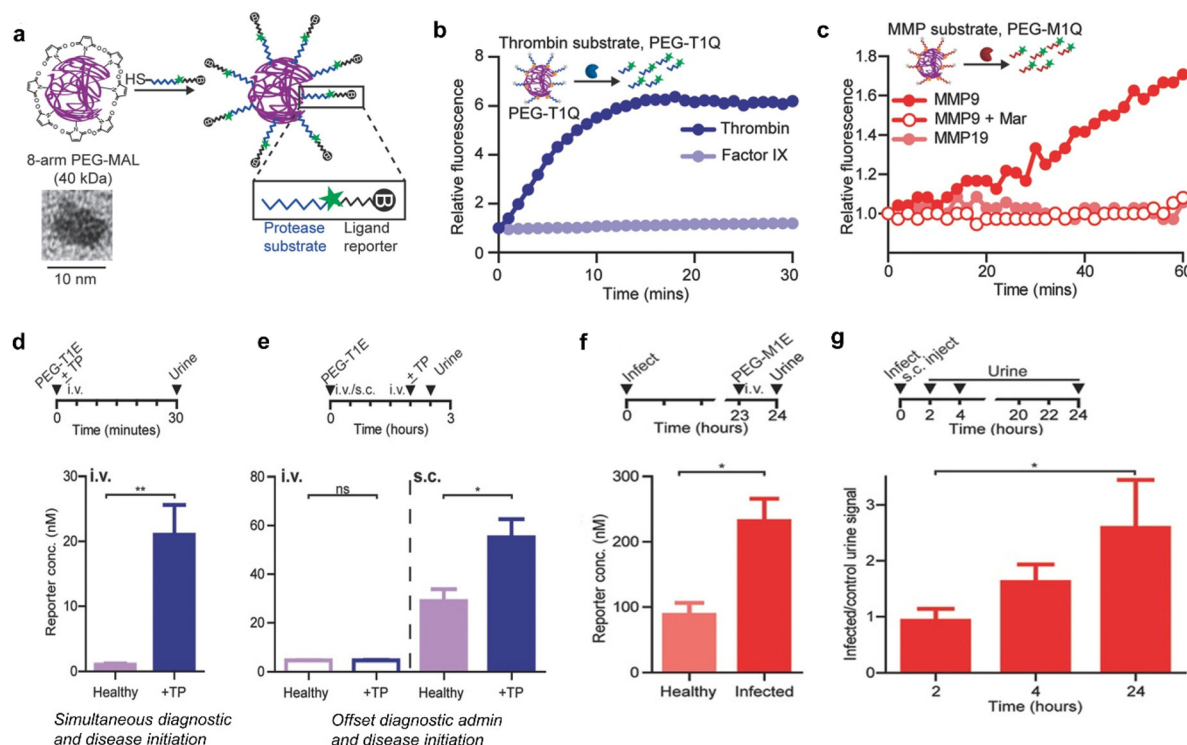 a
HS
B
8-arm PEG-MAL
(40 kDa)
10 nm
Protease
substrate
Ligand
reporter
b
Thrombin substrate, PEG-T1Q
PEG-T1Q
Relative fluorescence
8
6
4
2
0
Thrombin
Factor IX
0
10
20
30
Time (mins)
c
MMP substrate, PEG-M1Q
Relative fluorescence
1.8
1.6
1.4
1.2
1.0
0.8
MMP9
MMP9 + Mar
MMP19
0
20
40
60
Time (mins)
d
PEG-T1E
± TP
i.v.
Urine
0
30
Time (minutes)
i.v.
**
Reporter conc. (nM)
30
20
10
0
Healthy
+TP
Simultaneous diagnostic
and disease initiation
e
PEG-T1E
i.v./s.c.
i.v.
± TP
Urine
0
3
Time (hours)
i.v.
ns
s.c.
*
80
60
40
20
0
Healthy
+TP
Healthy
+TP
Offset diagnostic admin
and disease initiation
f
Infect
PEG-M1E
i.v.
Urine
0
23
24
Time (hours)
*
Reporter conc. (nM)
300
200
100
0
Healthy
Infected
g
Infect
s.c. inject
Urine
0
2
4
20
22
24
Time (hours)
*
Infected/control urine signal
3
2
1
0
2
4
24
Time (hours)